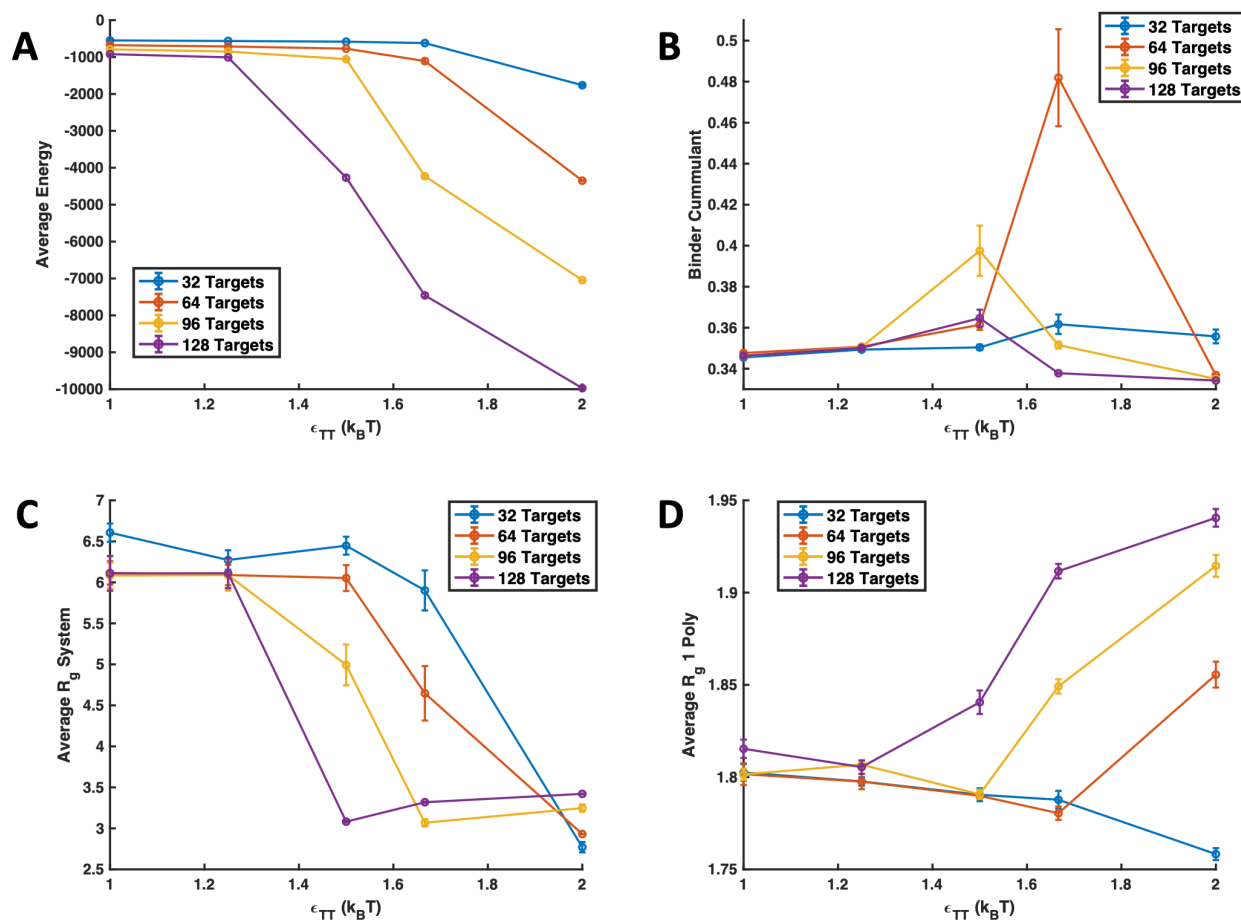 A
Average Energy
0
-1000
-2000
-3000
-4000
-5000
-6000
-7000
-8000
-9000
-10000
32 Targets
64 Targets
96 Targets
128 Targets
1 1.2 1.4 1.6 1.8 2
ϵTT (kBT)
B
Binder Cummulant
0.5
0.48
0.46
0.44
0.42
0.4
0.38
0.36
0.34
32 Targets
64 Targets
96 Targets
128 Targets
1 1.2 1.4 1.6 1.8 2
ϵTT (kBT)
C
Average Rg System
7
6.5
6
5.5
5
4.5
4
3.5
3
2.5
32 Targets
64 Targets
96 Targets
128 Targets
1 1.2 1.4 1.6 1.8 2
ϵTT (kBT)
D
Average Rg 1 Poly
1.95
1.9
1.85
1.8
1.75
32 Targets
64 Targets
96 Targets
128 Targets
1 1.2 1.4 1.6 1.8 2
ϵTT (kBT)